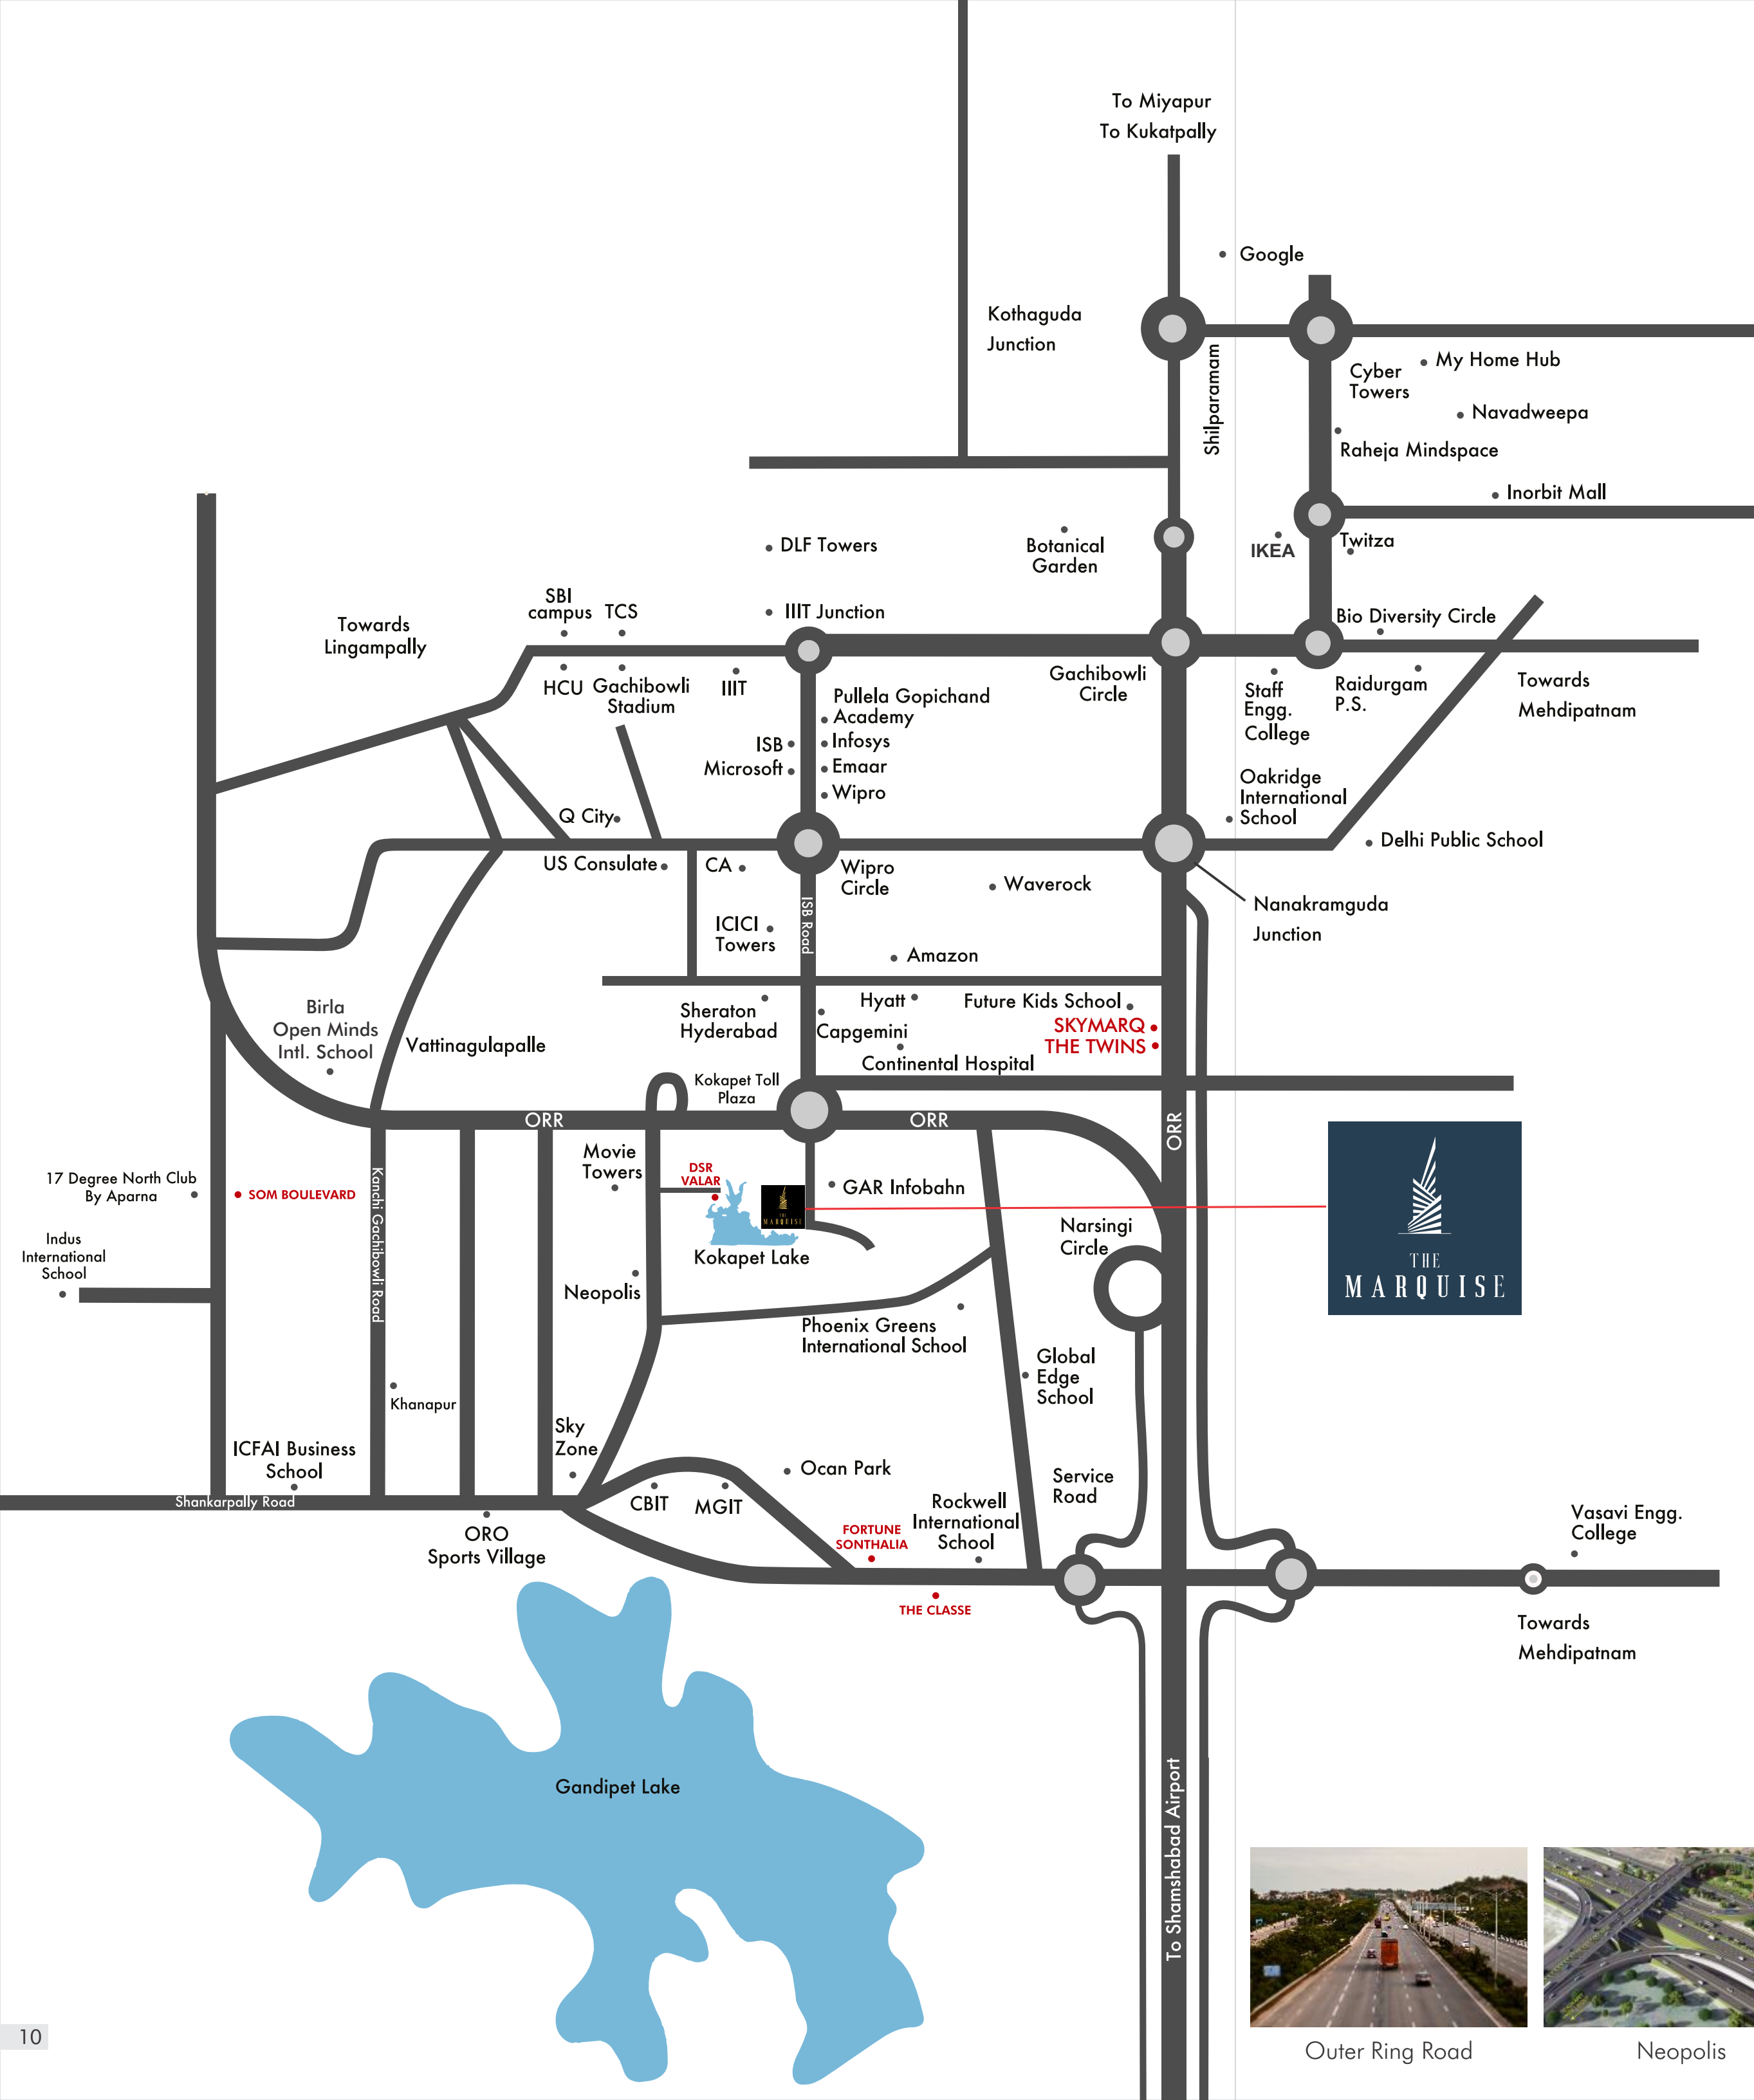 To Miyapur
To Kukatpally
Google
Kothaguda
Junction
Shilparamam
Cyber
Towers
My Home Hub
Navadweepa
Raheja Mindspace
Inorbit Mall
Twitza
IKEA
DLF Towers
Botanical
Garden
SBI
campus
TCS
IIIT Junction
Bio Diversity Circle
Towards
Lingampally
HCU
Gachibowli
Stadium
IIIT
Gachibowli
Circle
Staff
Engg.
College
Raidurgam
P.S.
Towards
Mehdipatnam
Pullela Gopichand
Academy
ISB
Infosys
Microsoft
Emaar
Wipro
Oakridge
International
School
Q City
Delhi Public School
US Consulate
CA
Wipro
Circle
Waverock
Nanakramguda
Junction
ICICI
Towers
ISB Road
Amazon
Birla
Open Minds
Intl. School
Vattinagulapalle
Sheraton
Hyderabad
Hyatt
Capgemini
Future Kids School
SKYMARQ
THE TWINS
Continental Hospital
Kokapet Toll
Plaza
ORR
ORR
ORR
Movie
Towers
DSR
VALAR
GAR Infobahn
THE
MARQUISE
Kokapet Lake
Narsingi
Circle
THE
MARQUISE
17 Degree North Club
By Aparna
SOM BOULEVARD
Kanchi Gachibowli Road
Indus
International
School
Neopolis
Phoenix Greens
International School
Global
Edge
School
Khanapur
Sky
Zone
ICFAI Business
School
Shankarpally Road
CBIT
MGIT
Ocan Park
Service
Road
Rockwell
International
School
FORTUNE
SONTHALIA
ORO
Sports Village
THE CLASSE
Vasavi Engg.
College
Towards
Mehdipatnam
Gandipet Lake
To Shamshabad Airport
10
Outer Ring Road
Neopolis